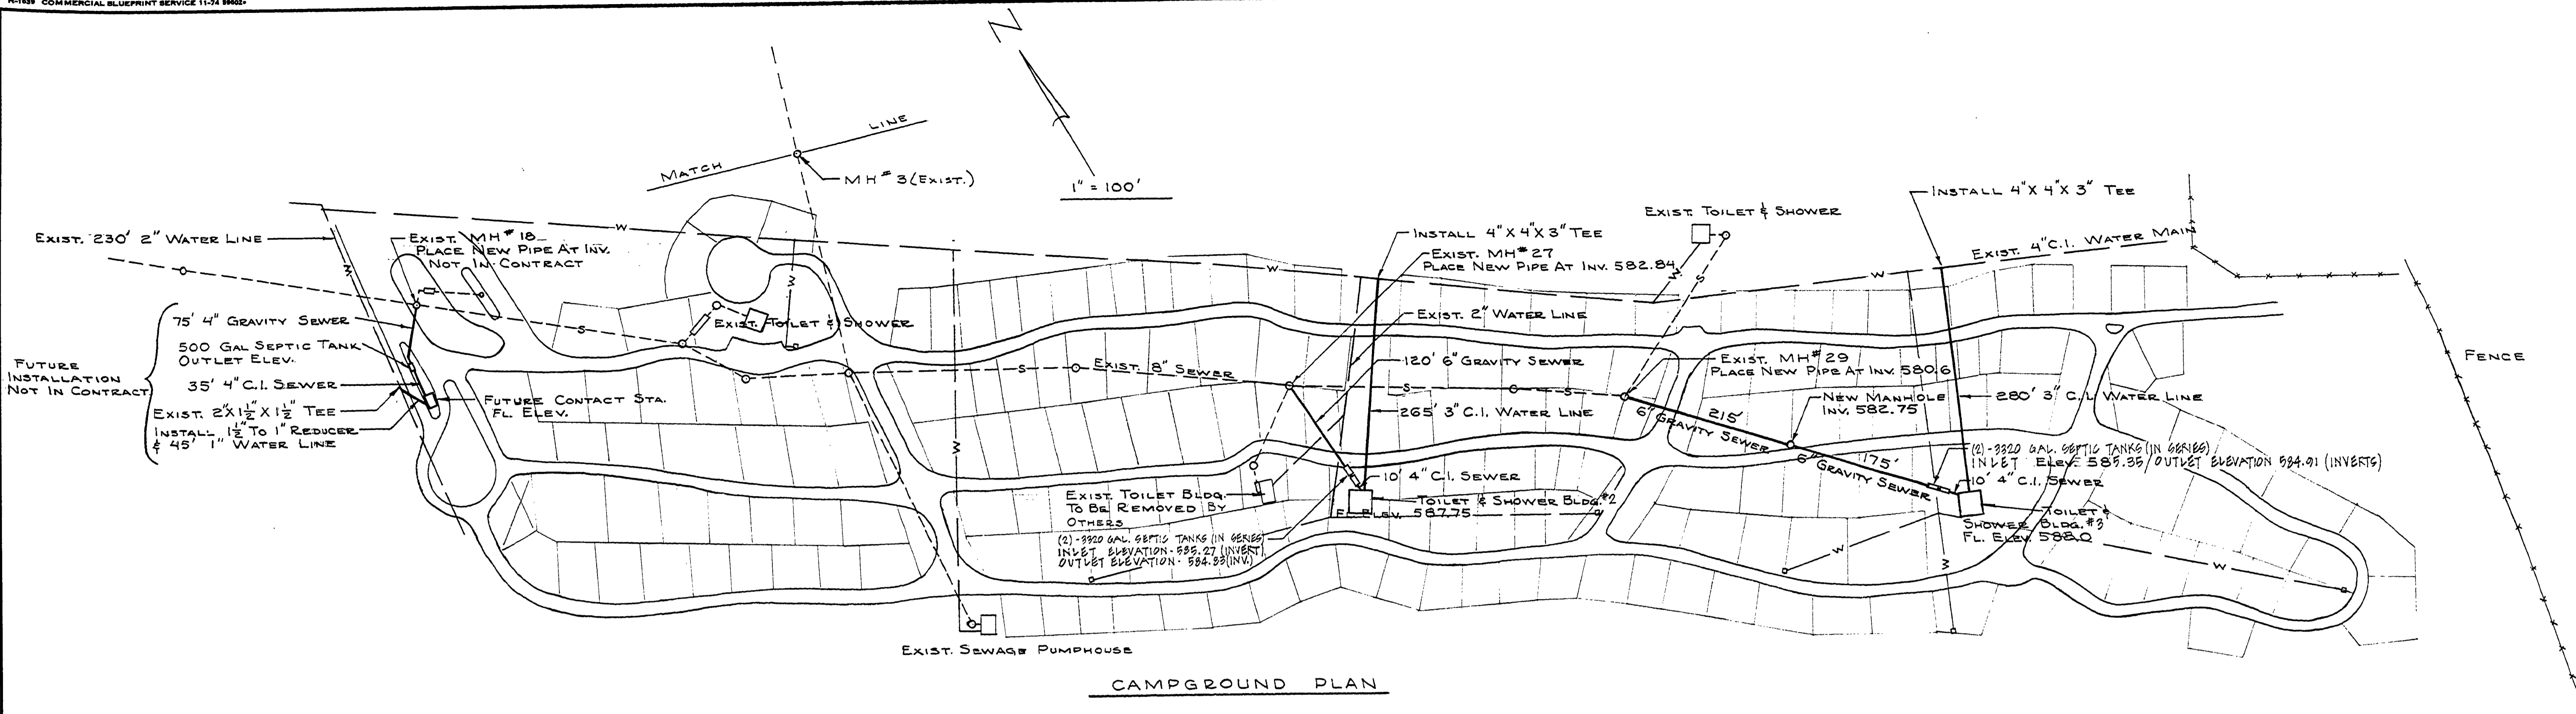 COMMERCIAL BLUEPRINT SERVICE 11-74
N
MATCH LINE
MH # 3 (EXIST.)
1" = 100'
INSTALL 4" X 4" X 3" TEE
EXIST. TOILET & SHOWER
EXIST. 230' 2" WATER LINE
EXIST. MH # 18
PLACE NEW PIPE AT INV.
NOT IN CONTRACT
W
INSTALL 4" X 4" X 3" TEE
EXIST. MH # 27
PLACE NEW PIPE AT INV. 582.84
W
W
EXIST. 4" C.I. WATER MAIN
W
W
S
75' 4" GRAVITY SEWER
500 GAL SEPTIC TANK
OUTLET ELEV.
35' 4" C.I. SEWER
EXIST. 2" X 1½" X 1½" TEE
INSTALL 1½" TO 1" REDUCER
& 45' 1" WATER LINE
FUTURE
INSTALLATION
NOT IN CONTRACT
S
W
EXIST. TOILET & SHOWER
EXIST. 2" WATER LINE
FUTURE CONTACT STA.
FL. ELEV.
S
EXIST. 8" SEWER
120' 6" GRAVITY SEWER
S
S
265' 3" C.I. WATER LINE
EXIST. MH # 29
PLACE NEW PIPE AT INV. 580.6
NEW MANHOLE
INV. 582.75
280' 3" C.I. WATER LINE
FENCE
215'
6" GRAVITY SEWER
175'
6" GRAVITY SEWER
W
10' 4" C.I. SEWER
(2)-3320 GAL. SEPTIC TANKS (IN SERIES)
INLET ELEV. 585.35/OUTLET ELEVATION 584.91 (INVERTS)
10' 4" C.I. SEWER
EXIST. TOILET BLDG.
TO BE REMOVED BY
OTHERS
TOILET & SHOWER BLDG. #2
FL. ELEV. 587.75
TOILET &
SHOWER BLDG. #3
FL. ELEV. 588.0
(2)-3320 GAL. SEPTIC TANKS (IN SERIES)
INLET ELEVATION - 585.27 (INVERT)
OUTLET ELEVATION - 584.83 (INV.)
W
W
W
EXIST. SEWAGE PUMPHOUSE
CAMPGROUND PLAN